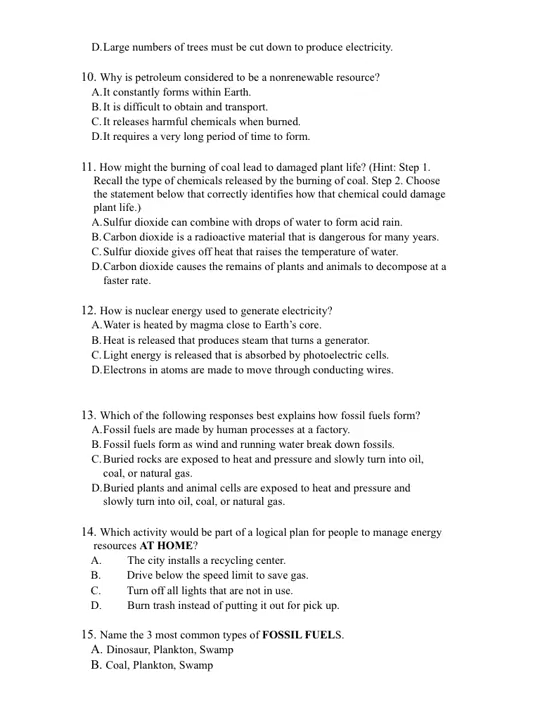 D.Large numbers of trees must be cut down to produce electricity.
10. Why is petroleum considered to be a nonrenewable resource?
A.It constantly forms within Earth.
B.It is difficult to obtain and transport.
C.It releases harmful chemicals when burned.
D.It requires a very long period of time to form.
11. How might the burning of coal lead to damaged plant life? (Hint: Step 1.
Recall the type of chemicals released by the burning of coal. Step 2. Choose
the statement below that correctly identifies how that chemical could damage
plant life.)
A.Sulfur dioxide can combine with drops of water to form acid rain.
B.Carbon dioxide is a radioactive material that is dangerous for many years.
C.Sulfur dioxide gives off heat that raises the temperature of water.
D.Carbon dioxide causes the remains of plants and animals to decompose at a
faster rate.
12. How is nuclear energy used to generate electricity?
A.Water is heated by magma close to Earth's core.
B.Heat is released that produces steam that turns a generator.
C.Light energy is released that is absorbed by photoelectric cells.
D.Electrons in atoms are made to move through conducting wires.
13. Which of the following responses best explains how fossil fuels form?
A.Fossil fuels are made by human processes at a factory.
B.Fossil fuels form as wind and running water break down fossils.
C.Buried rocks are exposed to heat and pressure and slowly turn into oil,
coal, or natural gas.
D.Buried plants and animal cells are exposed to heat and pressure and
slowly turn into oil, coal, or natural gas.
14. Which activity would be part of a logical plan for people to manage energy
resources AT HOME?
A. The city installs a recycling center.
B. Drive below the speed limit to save gas.
C. Turn off all lights that are not in use.
D. Burn trash instead of putting it out for pick up.
15. Name the 3 most common types of FOSSIL FUELS.
A. Dinosaur, Plankton, Swamp
B. Coal, Plankton, Swamp